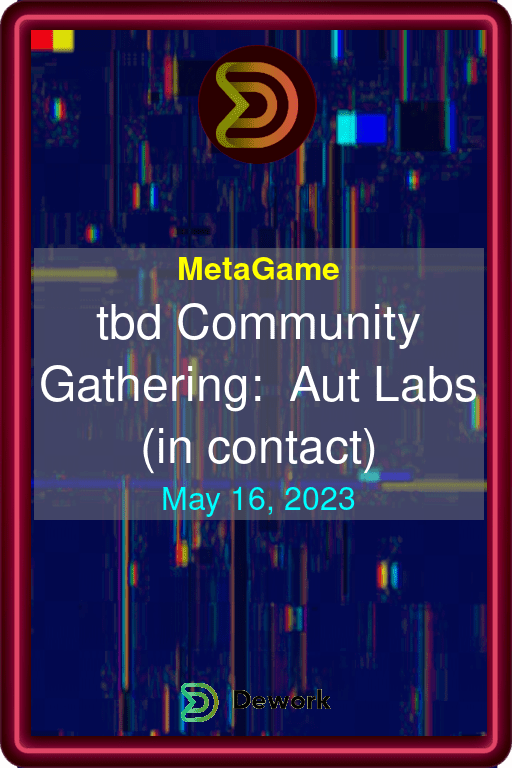 MetaGame
tbd Community
Gathering:  Aut Labs
(in contact)
May 16, 2023
Dework